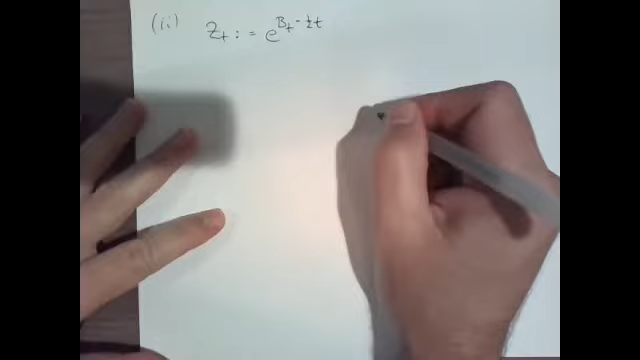 (ii) Z_t := e^{B_t - ½t}